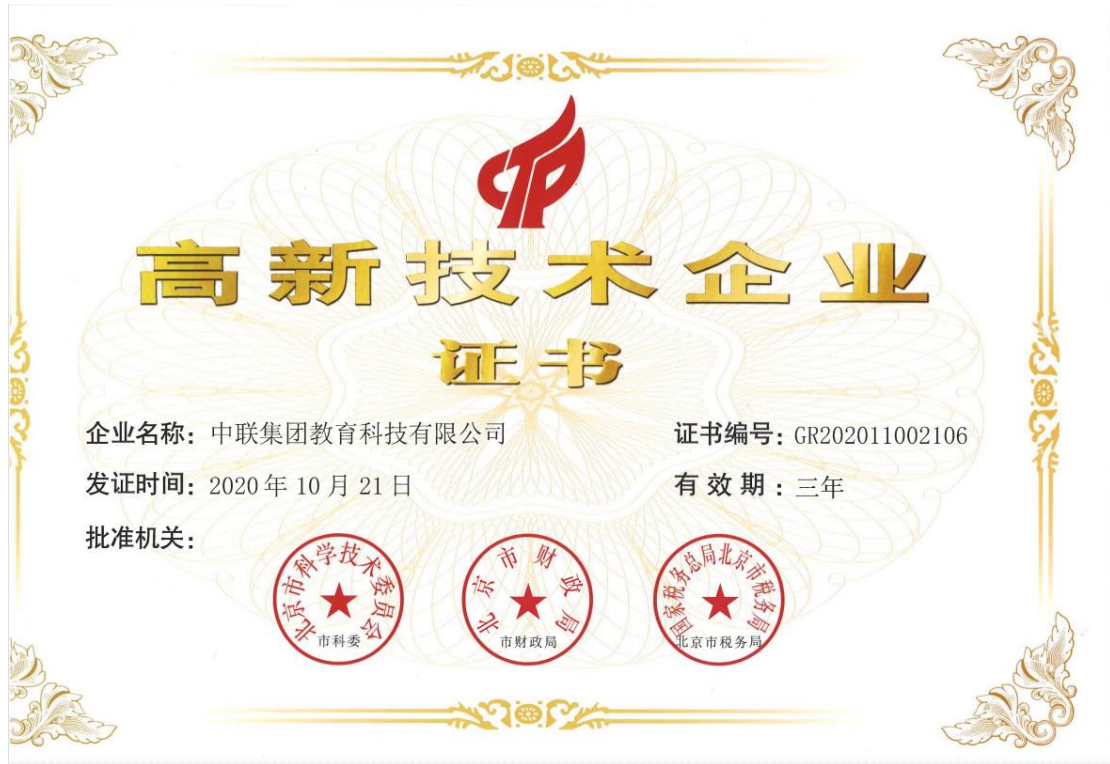 CTP
高新技术企业
证书
企业名称：中联集团教育科技有限公司
证书编号：GR202011002106
发证时间：2020年10月21日
有效期：三年
批准机关：
北京市科学技术委员会
市科委
北京市财政局
市财政局
国家税务总局北京市税务局
北京市税务局